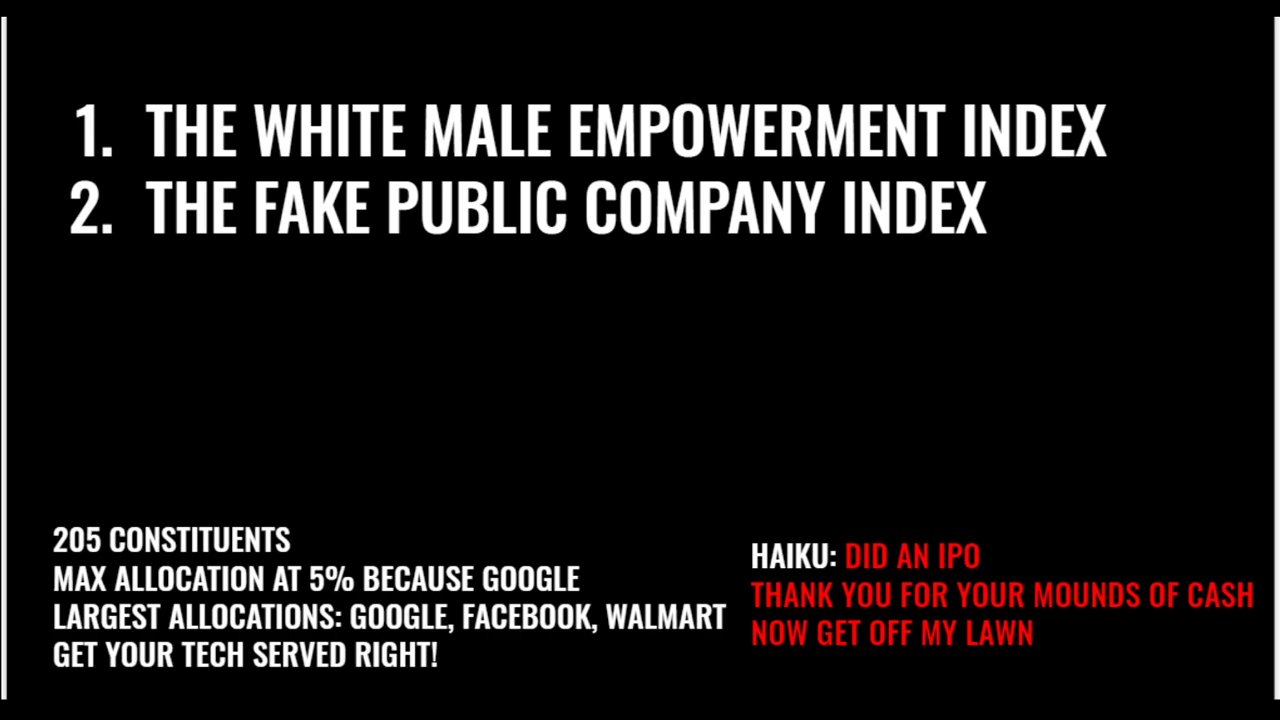 1. THE WHITE MALE EMPOWERMENT INDEX
2. THE FAKE PUBLIC COMPANY INDEX
205 CONSTITUENTS
MAX ALLOCATION AT 5% BECAUSE GOOGLE
LARGEST ALLOCATIONS: GOOGLE, FACEBOOK, WALMART
GET YOUR TECH SERVED RIGHT!
HAIKU: DID AN IPO
THANK YOU FOR YOUR MOUNDS OF CASH
NOW GET OFF MY LAWN